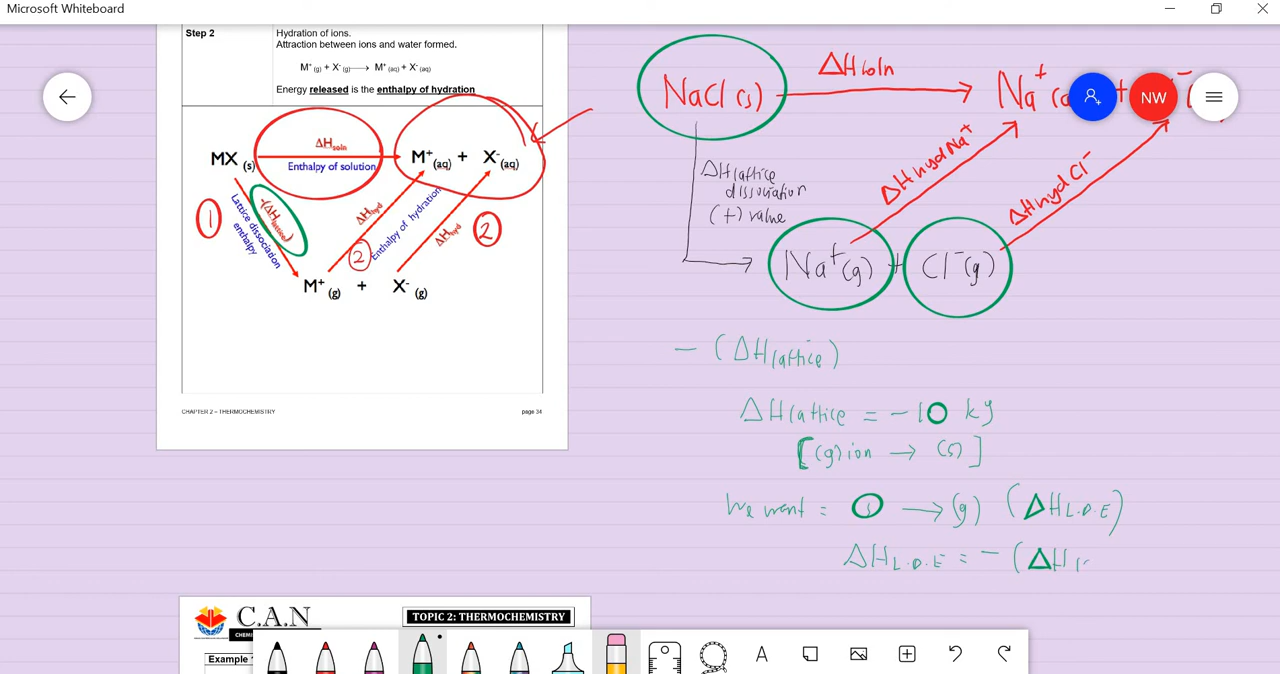 Microsoft Whiteboard
Step 2
Hydration of ions.
Attraction between ions and water formed.
M⁺ (g) + X⁻ (g) ⟶ M⁺ (aq) + X⁻ (aq)
Energy released is the enthalpy of hydration
ΔHsoln
MX (s)
Enthalpy of solution
M⁺ (aq) + X⁻ (aq)
1
-(ΔHlattice)
Lattice dissociation
enthalpy
ΔHhyd
2
Enthalpy of hydration
ΔHhyd
2
M⁺ (g) + X⁻ (g)
CHAPTER 2 – THERMOCHEMISTRY
page 34
NaCl (s)
ΔHsoln
Na⁺
NW
ΔHlattice
dissociation
(+) value
ΔHhyd Na⁺
ΔHhyd Cl⁻
Na⁺(g) + Cl⁻(g)
- (ΔHlattice)
ΔHlattice = -10 kJ
[(g) ion → (s)]
We want = (s) → (g) (ΔH L.D.E)
ΔH L.D.E = - (ΔH l
C.A.N
TOPIC 2: THERMOCHEMISTRY
Example
A